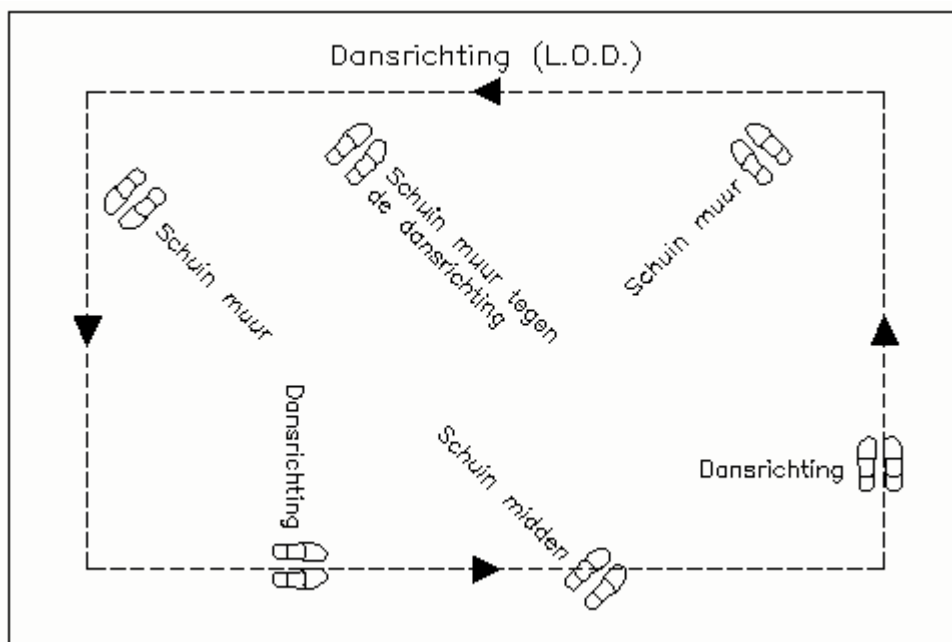 Dansrichting (L.O.D.)
Schuin muur
Schuin muur tegen
de dansrichting
Schuin muur
Dansrichting
Schuin midden
Dansrichting